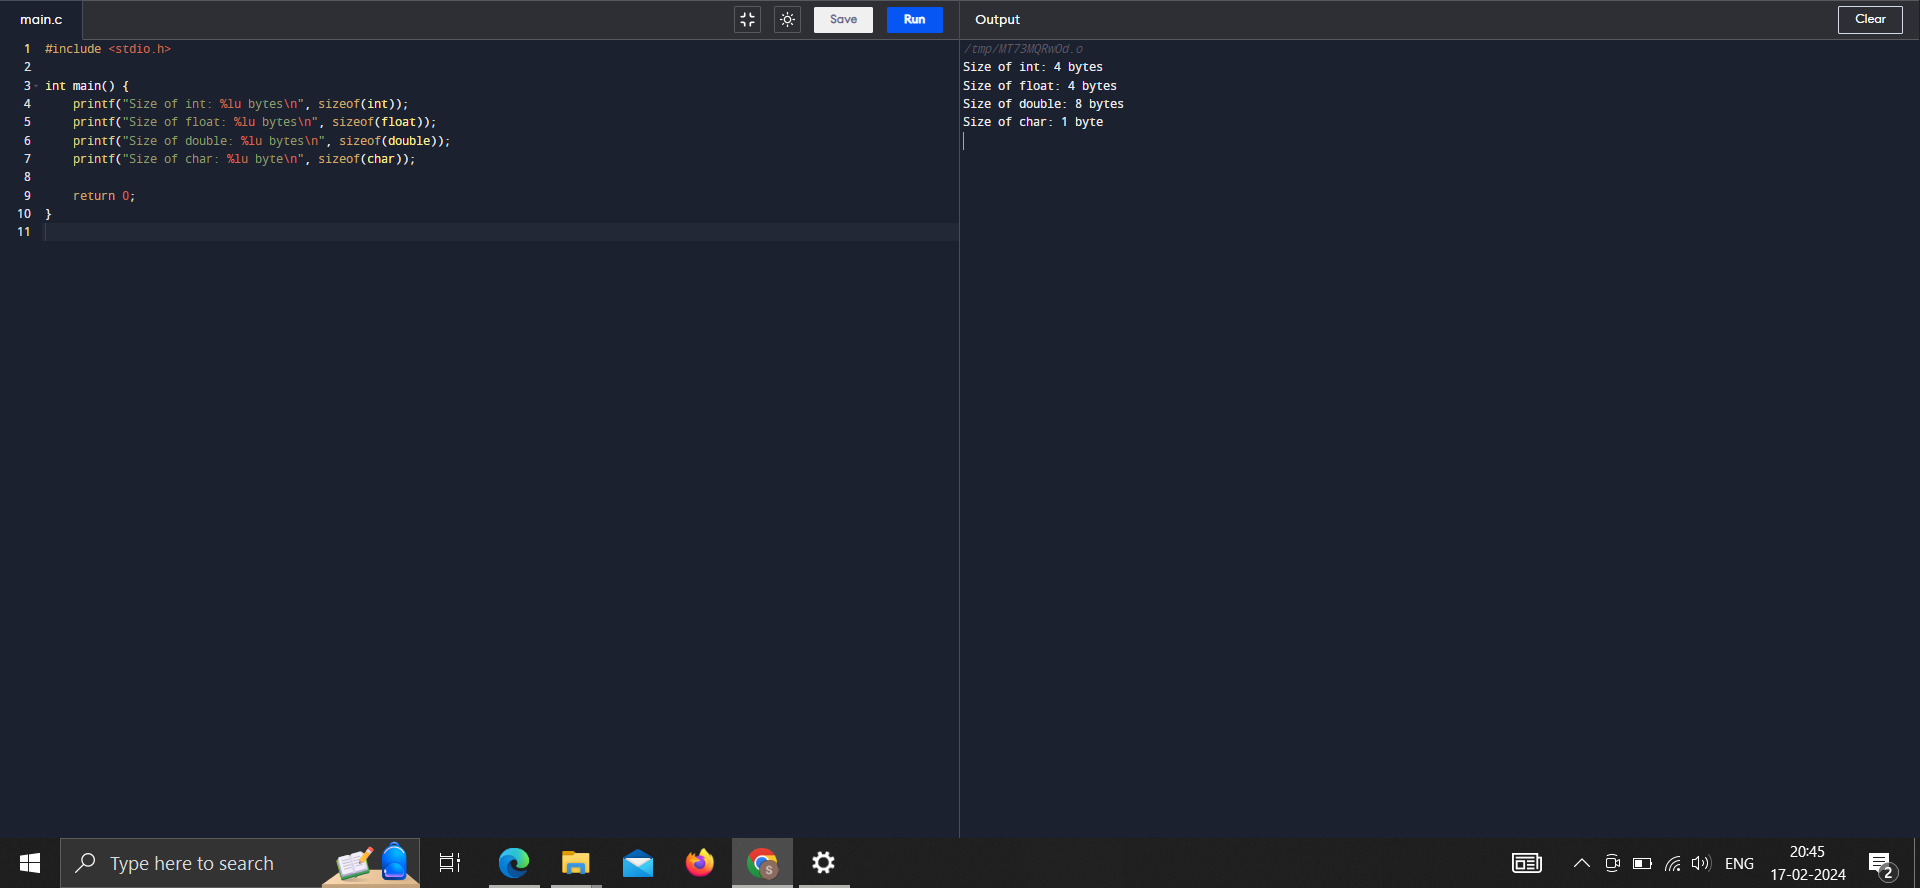 main.c
Save
Run
Output
Clear
1 #include <stdio.h>
2
3 int main() {
4     printf("Size of int: %lu bytes\n", sizeof(int));
5     printf("Size of float: %lu bytes\n", sizeof(float));
6     printf("Size of double: %lu bytes\n", sizeof(double));
7     printf("Size of char: %lu byte\n", sizeof(char));
8
9     return 0;
10 }
11
/tmp/MT73MQRwOd.o
Size of int: 4 bytes
Size of float: 4 bytes
Size of double: 8 bytes
Size of char: 1 byte
Type here to search
S
ENG
20:45
17-02-2024
2